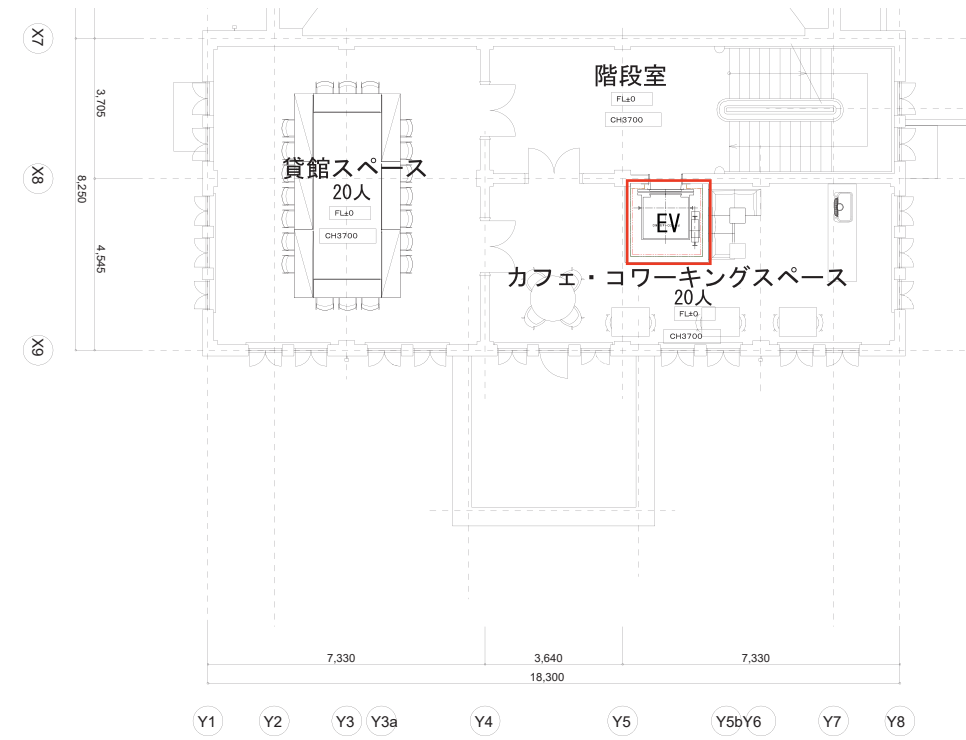 X7
3,705
8,250
X8
4,545
X9
階段室
FL±0
CH3700
貸館スペース
20人
FL±0
CH3700
EV
カフェ・コワーキングスペース
20人
FL±0
CH3700
7,330
3,640
7,330
18,300
Y1
Y2
Y3
Y3a
Y4
Y5
Y5b
Y6
Y7
Y8